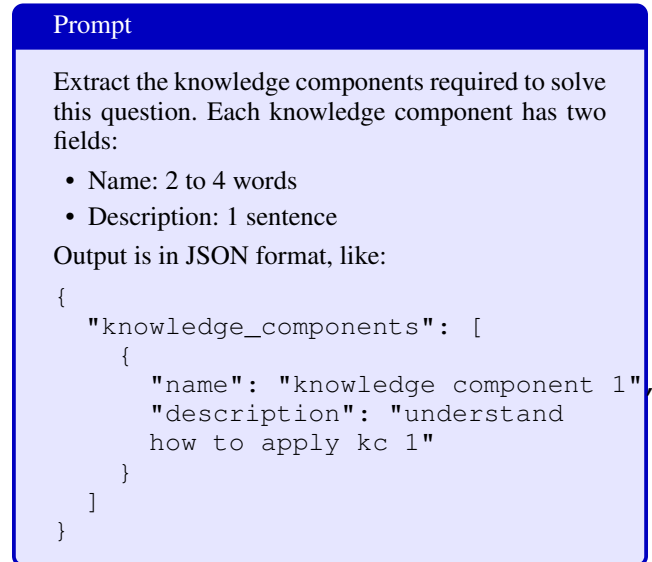 Prompt
Extract the knowledge components required to solve
this question. Each knowledge component has two
fields:
• Name: 2 to 4 words
• Description: 1 sentence
Output is in JSON format, like:
{
  "knowledge_components": [
    {
      "name": "knowledge component 1",
      "description": "understand
      how to apply kc 1"
    }
  ]
}